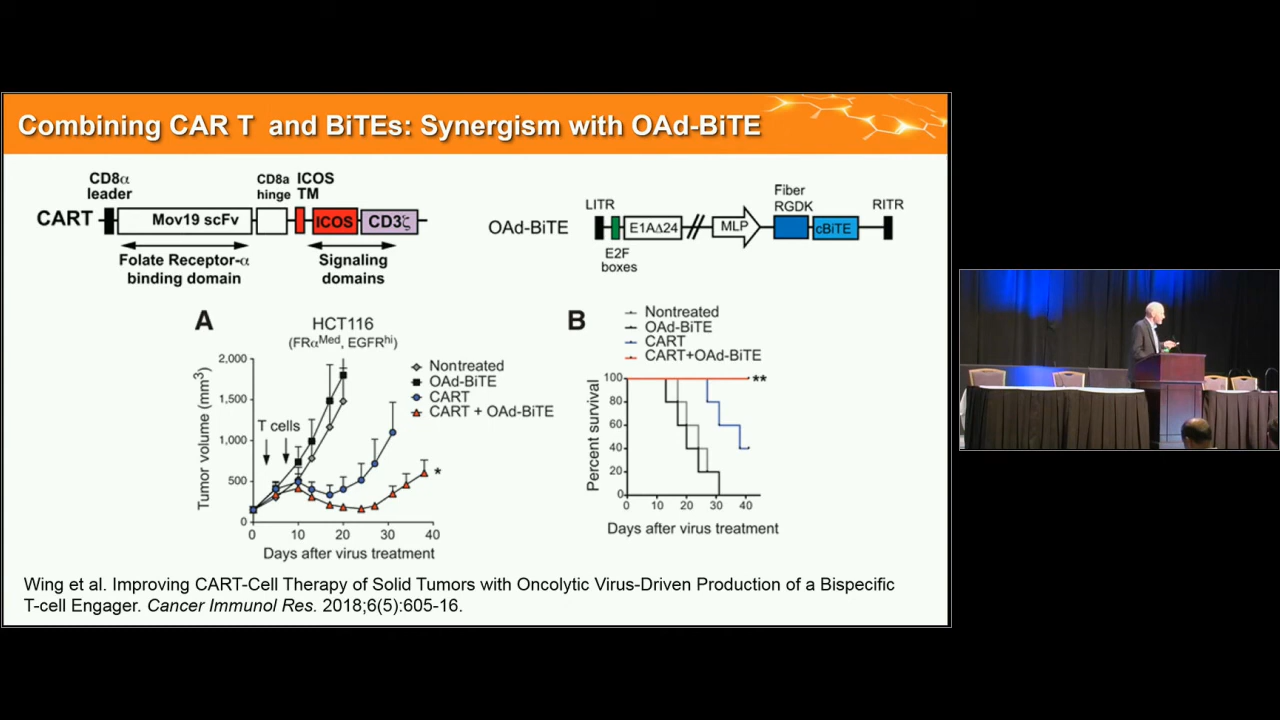 Combining CAR T and BiTEs: Synergism with OAd-BiTE
CD8α
leader
CD8a
hinge
ICOS
TM
CART
Mov19 scFv
ICOS
CD3ζ
Folate Receptor-α
binding domain
Signaling
domains
OAd-BiTE
LITR
E1AΔ24
MLP
Fiber
RGDK
cBiTE
RITR
E2F
boxes
A
HCT116
(FRαMed, EGFRhi)
2,000
1,500
1,000
500
0
Tumor volume (mm3)
T cells
Nontreated
OAd-BiTE
CART
CART + OAd-BiTE
*
0 10 20 30 40
Days after virus treatment
B
Nontreated
OAd-BiTE
CART
CART+OAd-BiTE
100
80
60
40
20
0
Percent survival
**
0 10 20 30 40
Days after virus treatment
Wing et al. Improving CART-Cell Therapy of Solid Tumors with Oncolytic Virus-Driven Production of a Bispecific
T-cell Engager. Cancer Immunol Res. 2018;6(5):605-16.